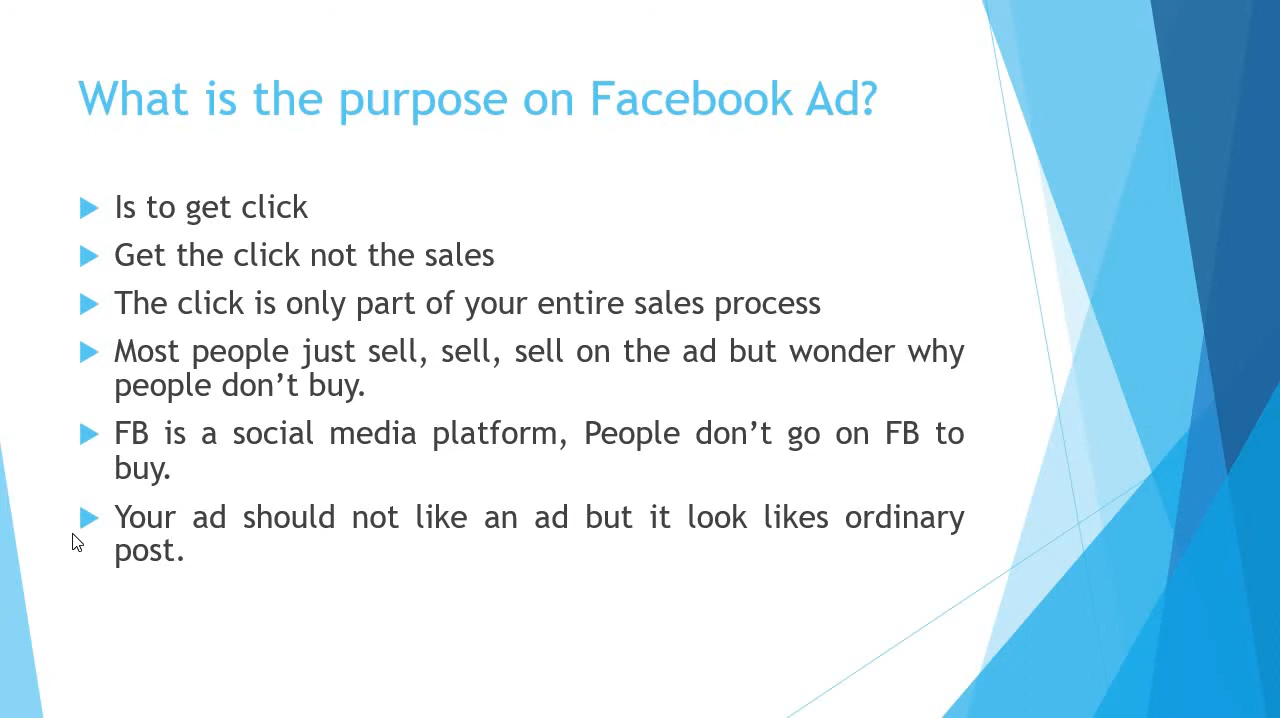 What is the purpose on Facebook Ad?
Is to get click
Get the click not the sales
The click is only part of your entire sales process
Most people just sell, sell, sell on the ad but wonder why
people don’t buy.
FB is a social media platform, People don’t go on FB to
buy.
Your ad should not like an ad but it look likes ordinary
post.